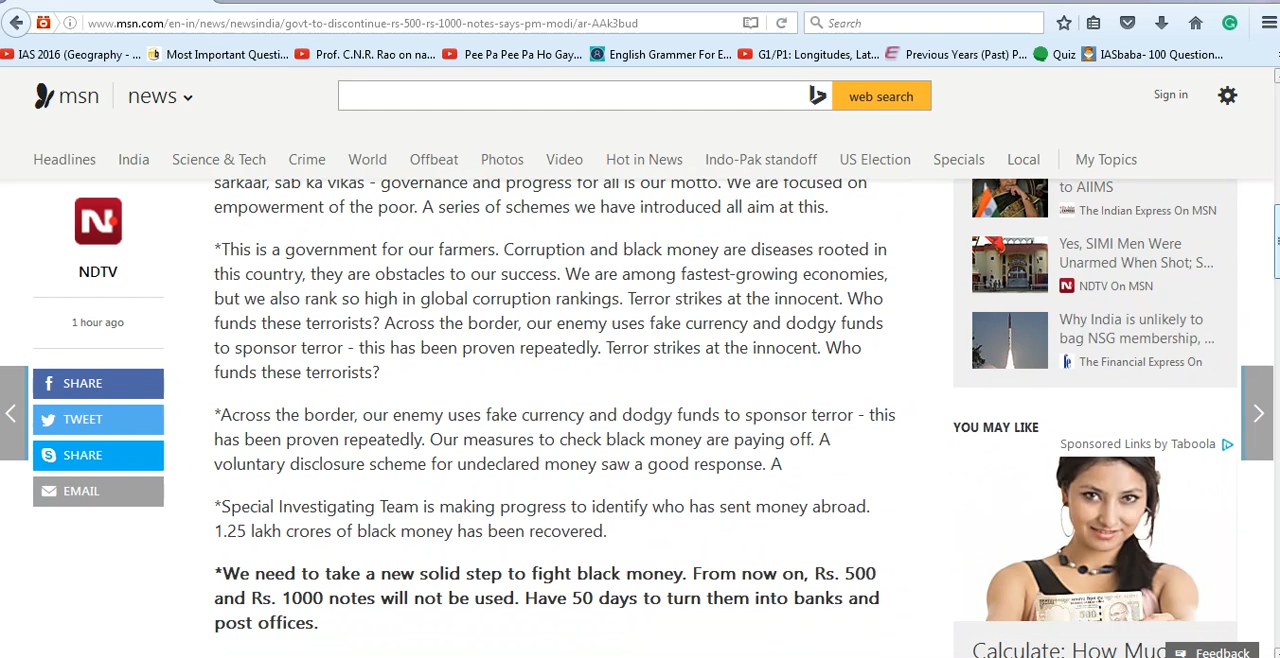 www.msn.com/en-in/news/newsindia/govt-to-discontinue-rs-500-rs-1000-notes-says-pm-modi/ar-AAk3bud
Search
IAS 2016 (Geography - ...
Most Important Questi...
Prof. C.N.R. Rao on na...
Pee Pa Pee Pa Ho Gay...
English Grammer For E...
G1/P1: Longitudes, Lat...
Previous Years (Past) P...
Quiz
IASbaba- 100 Question...
msn
news
web search
Sign in
Headlines India Science & Tech Crime World Offbeat Photos Video Hot in News Indo-Pak standoff US Election Specials Local My Topics
N
NDTV
1 hour ago
SHARE
TWEET
SHARE
EMAIL
sarkaar, sab ka vikas - governance and progress for all is our motto. We are focused on
empowerment of the poor. A series of schemes we have introduced all aim at this.
*This is a government for our farmers. Corruption and black money are diseases rooted in
this country, they are obstacles to our success. We are among fastest-growing economies,
but we also rank so high in global corruption rankings. Terror strikes at the innocent. Who
funds these terrorists? Across the border, our enemy uses fake currency and dodgy funds
to sponsor terror - this has been proven repeatedly. Terror strikes at the innocent. Who
funds these terrorists?
*Across the border, our enemy uses fake currency and dodgy funds to sponsor terror - this
has been proven repeatedly. Our measures to check black money are paying off. A
voluntary disclosure scheme for undeclared money saw a good response. A
*Special Investigating Team is making progress to identify who has sent money abroad.
1.25 lakh crores of black money has been recovered.
*We need to take a new solid step to fight black money. From now on, Rs. 500
and Rs. 1000 notes will not be used. Have 50 days to turn them into banks and
post offices.
to AIIMS
The Indian Express On MSN
Yes, SIMI Men Were
Unarmed When Shot; S...
NDTV On MSN
Why India is unlikely to
bag NSG membership, ...
The Financial Express On
YOU MAY LIKE
Sponsored Links by Taboola
Calculate: How Muc
Feedback